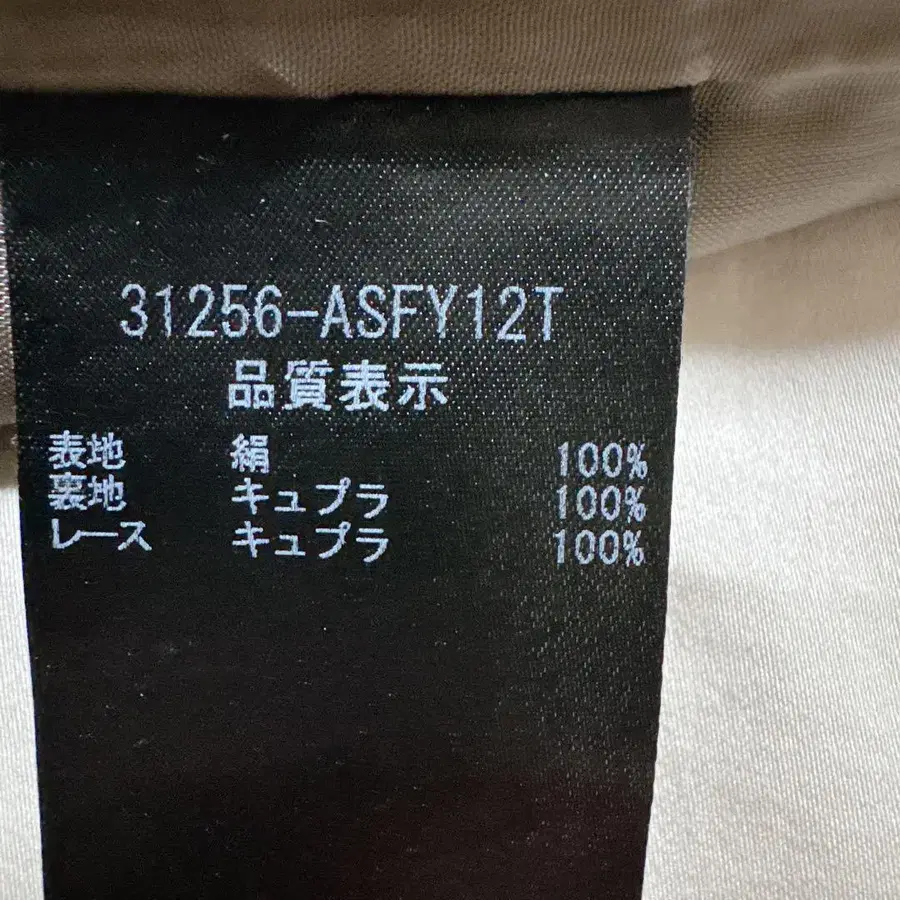 31256-ASFY12T
品質表示
表地 絹 100%
裏地 キュプラ 100%
レース キュプラ 100%